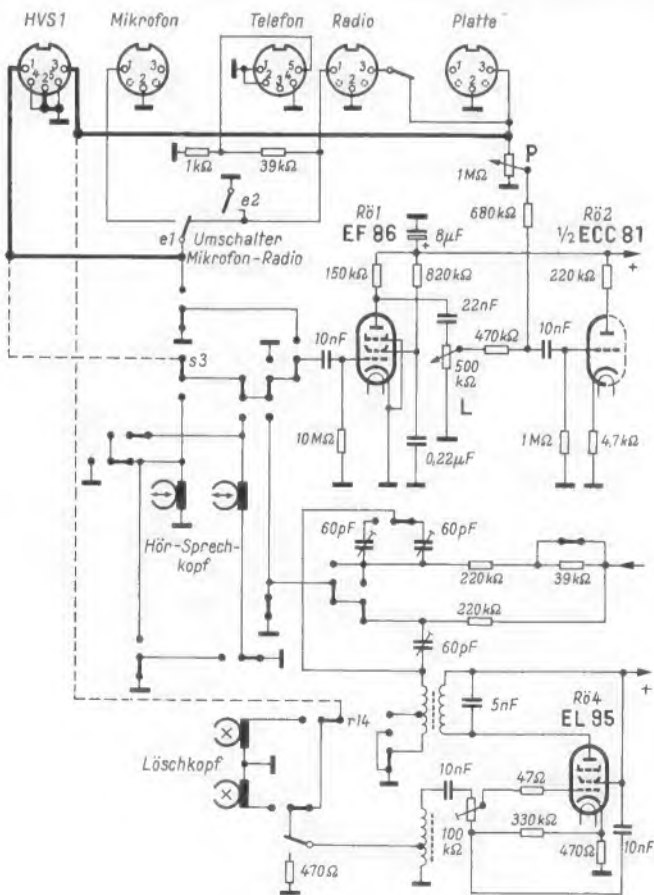 HVS1 Mikrofon Telefon Radio Platte
1 3 1 3 1 5 1 3 1 3
4 2 5 2 2 3 4 2 2
1kΩ 39kΩ
1MΩ P
e2
680kΩ
e1 Umschalter
Mikrofon-Radio
Rö1
EF 86
8µF
+
Rö2
½ ECC 81
150kΩ 820kΩ 220kΩ
+
22nF
s3
10nF 470kΩ 10nF
500
kΩ
L
10MΩ 0,22µF 1MΩ 4,7kΩ
Hör-Sprech-
kopf
60pF 60pF
220kΩ 39kΩ
220kΩ
60pF
+
5nF
Rö4
EL 95
r14
Löschkopf
10nF 47Ω
100
kΩ
330kΩ
470Ω 10nF
470Ω